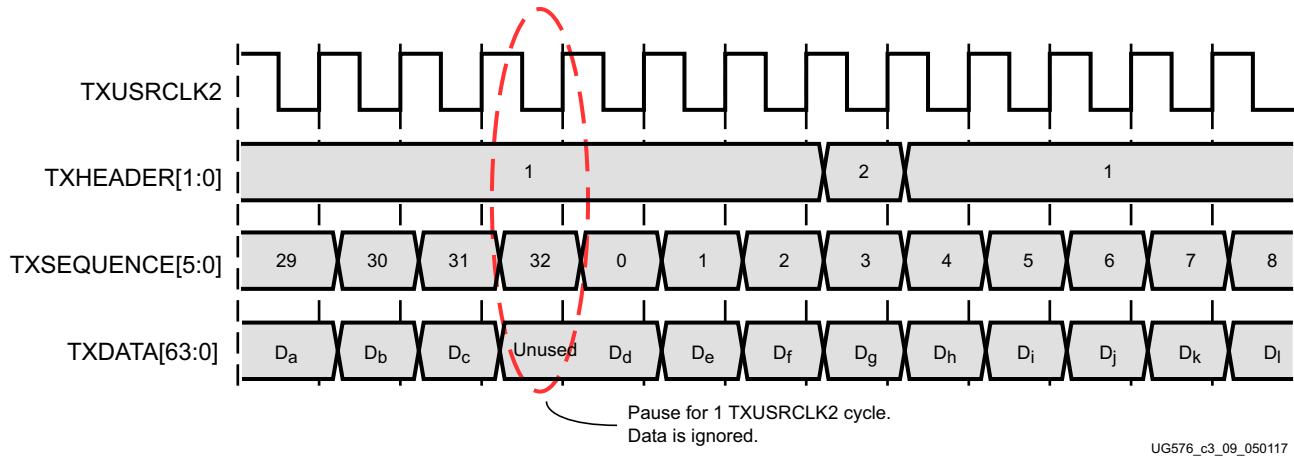 TXUSRCLK2
TXHEADER[1:0] 1 2 1
TXSEQUENCE[5:0] 29 30 31 32 0 1 2 3 4 5 6 7 8
TXDATA[63:0] Da Db Dc Unused Dd De Df Dg Dh Di Dj Dk Dl
Pause for 1 TXUSRCLK2 cycle.
Data is ignored.
UG576_c3_09_050117